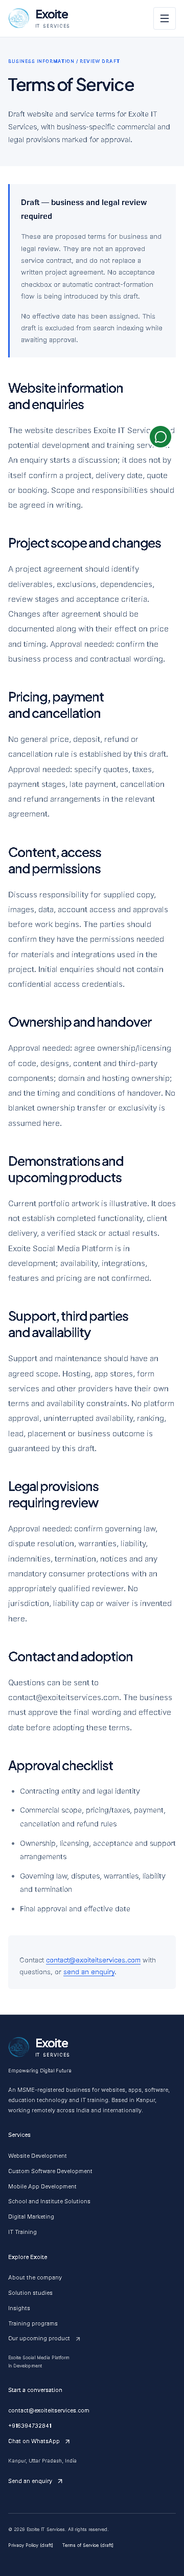 Exoite
IT SERVICES
BUSINESS INFORMATION / REVIEW DRAFT
Terms of Service
Draft website and service terms for Exoite IT
Services, with business-specific commercial and
legal provisions marked for approval.
Draft — business and legal review
required
These are proposed terms for business and
legal review. They are not an approved
service contract, and do not replace a
written project agreement. No acceptance
checkbox or automatic contract-formation
flow is being introduced by this draft.
No effective date has been assigned. This
draft is excluded from search indexing while
awaiting approval.
Website information
and enquiries
The website describes Exoite IT Services and
potential development and training services.
An enquiry starts a discussion; it does not by
itself confirm a project, delivery date, quote
or booking. Scope and responsibilities should
be agreed in writing.
Project scope and changes
A project agreement should identify
deliverables, exclusions, dependencies,
review stages and acceptance criteria.
Changes after agreement should be
documented along with their effect on price
and timing. Approval needed: confirm the
business process and contractual wording.
Pricing, payment
and cancellation
No general price, deposit, refund or
cancellation rule is established by this draft.
Approval needed: specify quotes, taxes,
payment stages, late payment, cancellation
and refund arrangements in the relevant
agreement.
Content, access
and permissions
Discuss responsibility for supplied copy,
images, data, account access and approvals
before work begins. The parties should
confirm they have the permissions needed
for materials and integrations used in the
project. Initial enquiries should not contain
confidential access credentials.
Ownership and handover
Approval needed: agree ownership/licensing
of code, designs, content and third-party
components; domain and hosting ownership;
and the timing and conditions of handover. No
blanket ownership transfer or exclusivity is
assumed here.
Demonstrations and
upcoming products
Current portfolio artwork is illustrative. It does
not establish completed functionality, client
delivery, a verified stack or actual results.
Exoite Social Media Platform is in
development; availability, integrations,
features and pricing are not confirmed.
Support, third parties
and availability
Support and maintenance should have an
agreed scope. Hosting, app stores, form
services and other providers have their own
terms and availability constraints. No platform
approval, uninterrupted availability, ranking,
lead, placement or business outcome is
guaranteed by this draft.
Legal provisions
requiring review
Approval needed: confirm governing law,
dispute resolution, warranties, liability,
indemnities, termination, notices and any
mandatory consumer protections with an
appropriately qualified reviewer. No
jurisdiction, liability cap or waiver is invented
here.
Contact and adoption
Questions can be sent to
contact@exoiteitservices.com. The business
must approve the final wording and effective
date before adopting these terms.
Approval checklist
Contracting entity and legal identity
Commercial scope, pricing/taxes, payment,
cancellation and refund rules
Ownership, licensing, acceptance and support
arrangements
Governing law, disputes, warranties, liability
and termination
Final approval and effective date
Contact contact@exoiteitservices.com with
questions, or send an enquiry.
Exoite
IT SERVICES
Empowering Digital Future
An MSME-registered business for websites, apps, software,
education technology and IT training. Based in Kanpur,
working remotely across India and internationally.
Services
Website Development
Custom Software Development
Mobile App Development
School and Institute Solutions
Digital Marketing
IT Training
Explore Exoite
About the company
Solution studies
Insights
Training programs
Our upcoming product
Exoite Social Media Platform
In Development
Start a conversation
contact@exoiteitservices.com
+916394732841
Chat on WhatsApp
Kanpur, Uttar Pradesh, India
Send an enquiry
© 2026 Exoite IT Services. All rights reserved.
Privacy Policy (draft) Terms of Service (draft)